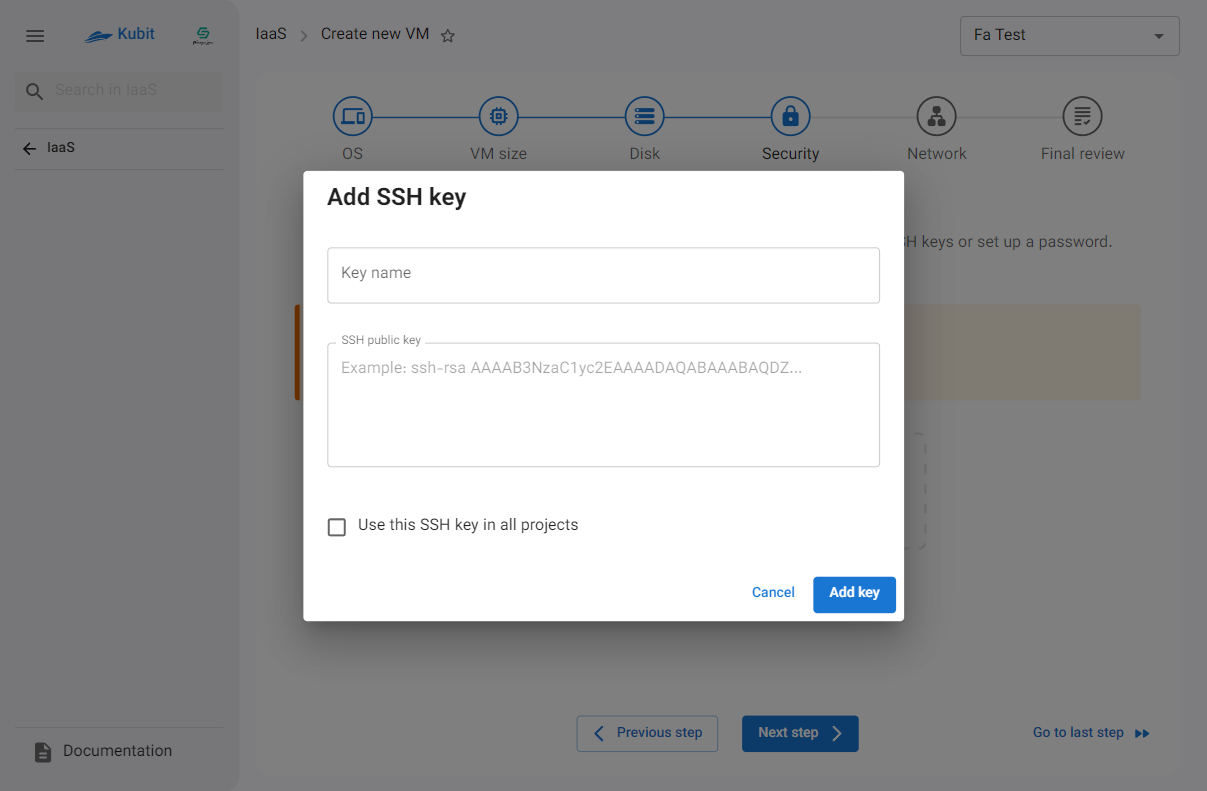 Kubit
IaaS
Create new VM
Fa Test
Search in IaaS
IaaS
OS
VM size
Disk
Security
Network
Final review
Add SSH key
H keys or set up a password.
Key name
SSH public key
Example: ssh-rsa AAAAB3NzaC1yc2EAAAADAQABAAABAQDZ...
Use this SSH key in all projects
Cancel
Add key
Previous step
Next step
Go to last step
Documentation